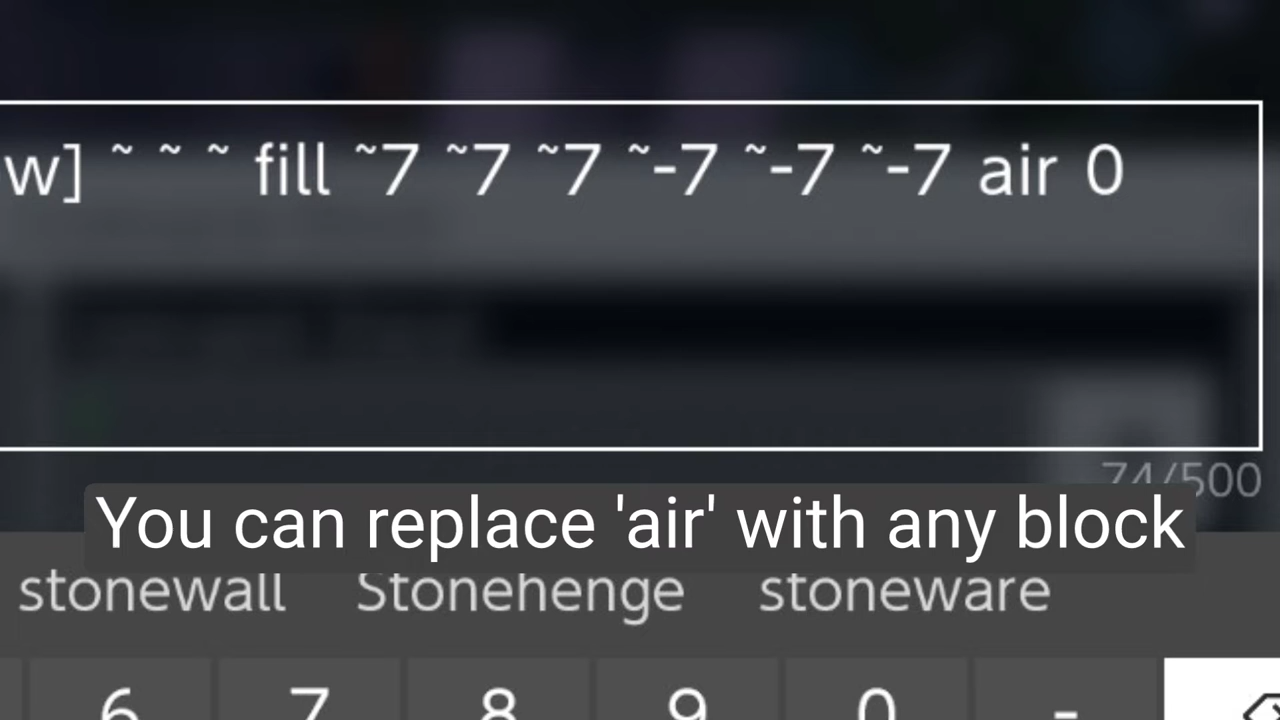 w] ~ ~ ~ fill ~7 ~7 ~7 ~-7 ~-7 ~-7 air 0
74/500
You can replace 'air' with any block
stonewall Stonehenge stoneware
6 7 8 9 0 -